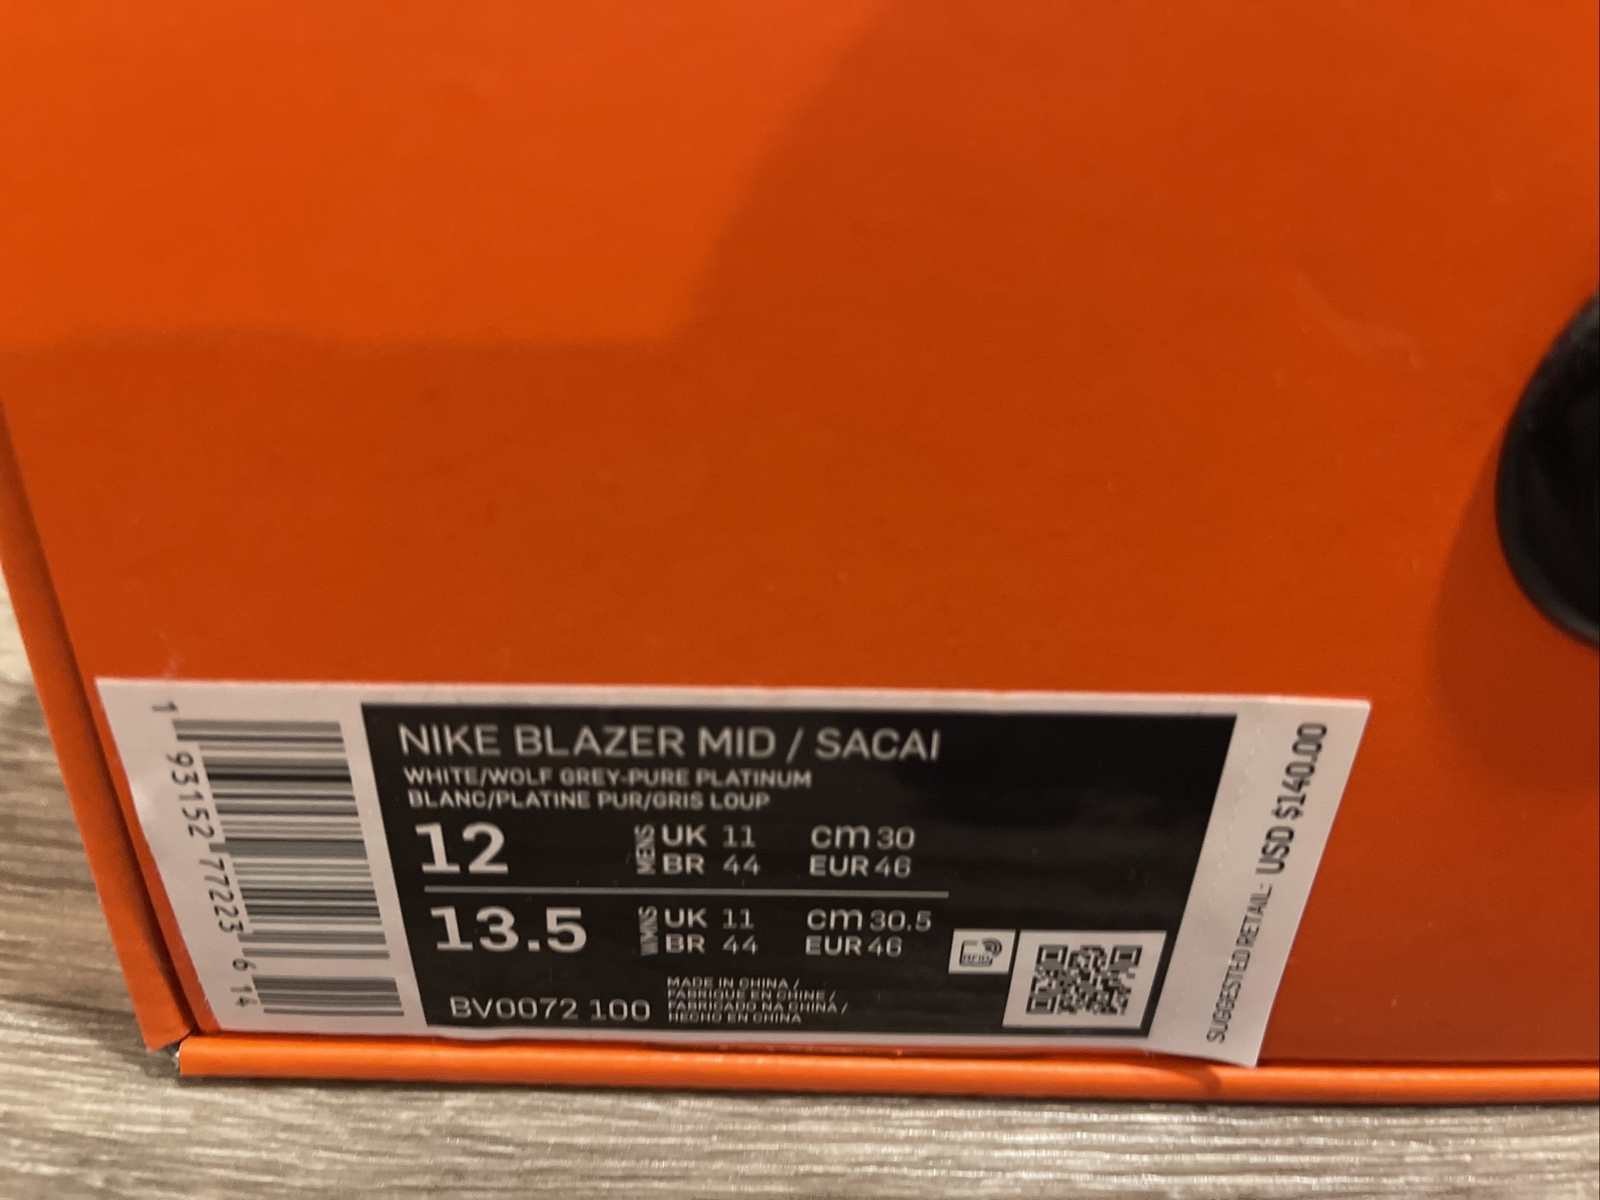 1 93152 77223 6 14
NIKE BLAZER MID / SACAI
WHITE/WOLF GREY-PURE PLATINUM
BLANC/PLATINE PUR/GRIS LOUP
12 MENS UK 11 cm 30
BR 44 EUR 46
13.5 WMNS UK 11 cm 30.5
BR 44 EUR 46
BV0072 100
MADE IN CHINA /
FABRIQUE EN CHINE /
FABRICADO NA CHINA /
HECHO EN CHINA
RFID
SUGGESTED RETAIL: USD $140.00